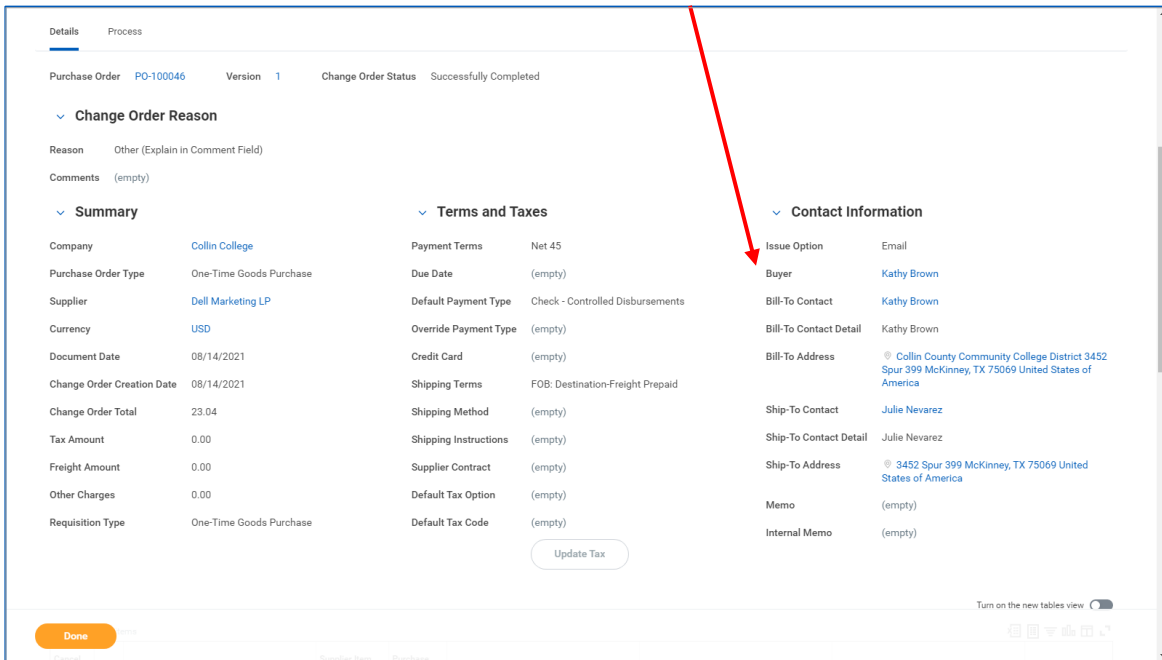 Details Process
Purchase Order PO-100046 Version 1 Change Order Status Successfully Completed
Change Order Reason
Reason Other (Explain in Comment Field)
Comments (empty)
Summary
Company Collin College
Purchase Order Type One-Time Goods Purchase
Supplier Dell Marketing LP
Currency USD
Document Date 08/14/2021
Change Order Creation Date 08/14/2021
Change Order Total 23.04
Tax Amount 0.00
Freight Amount 0.00
Other Charges 0.00
Requisition Type One-Time Goods Purchase
Terms and Taxes
Payment Terms Net 45
Due Date (empty)
Default Payment Type Check - Controlled Disbursements
Override Payment Type (empty)
Credit Card (empty)
Shipping Terms FOB: Destination-Freight Prepaid
Shipping Method (empty)
Shipping Instructions (empty)
Supplier Contract (empty)
Default Tax Option (empty)
Default Tax Code (empty)
Update Tax
Contact Information
Issue Option Email
Buyer Kathy Brown
Bill-To Contact Kathy Brown
Bill-To Contact Detail Kathy Brown
Bill-To Address Collin County Community College District 3452
Spur 399 McKinney, TX 75069 United States of
America
Ship-To Contact Julie Nevarez
Ship-To Contact Detail Julie Nevarez
Ship-To Address 3452 Spur 399 McKinney, TX 75069 United
States of America
Memo (empty)
Internal Memo (empty)
Turn on the new tables view
Done
Cancel Supplier Item Purchase